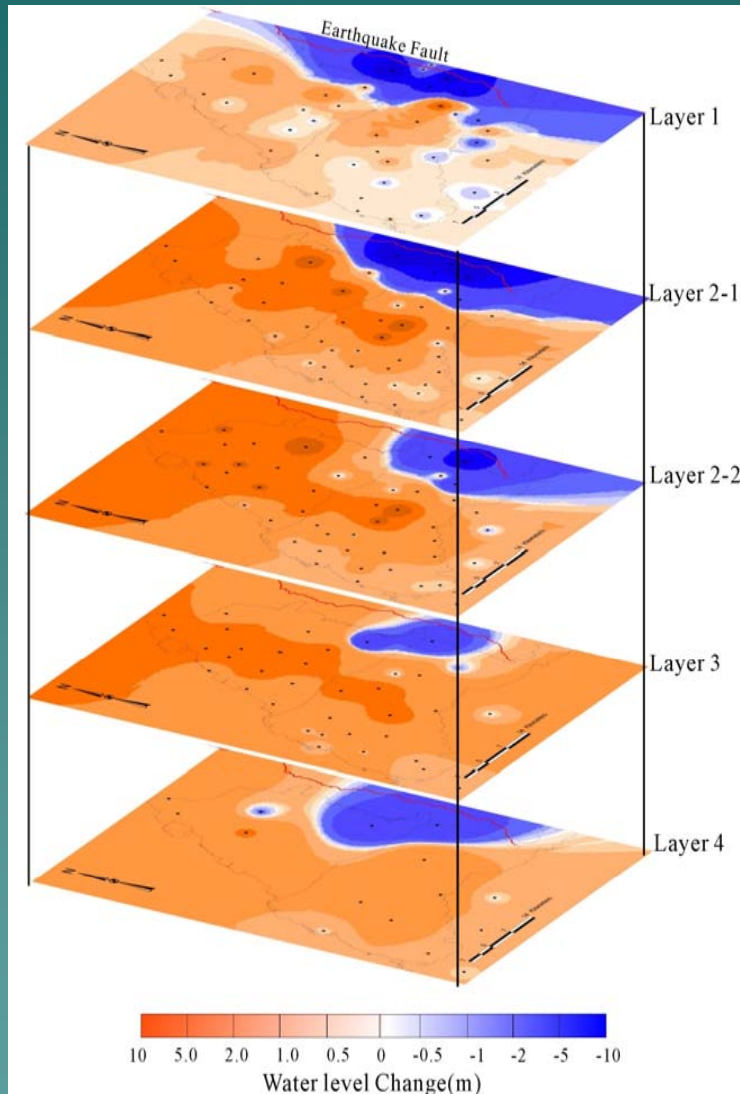 Earthquake Fault
Layer 1
Layer 2-1
Layer 2-2
Layer 3
Layer 4
10 5.0 2.0 1.0 0.5 0 -0.5 -1 -2 -5 -10
Water level Change(m)